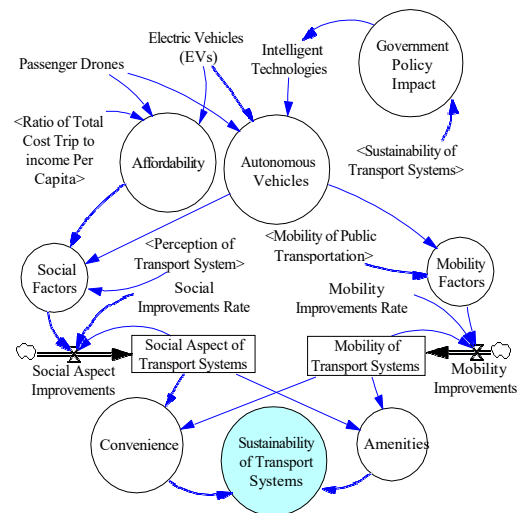 Electric Vehicles
(EVs)
Intelligent
Technologies
Government
Policy
Impact
Passenger Drones
<Ratio of Total
Cost Trip to
income Per
Capita>
Affordability
Autonomous
Vehicles
<Sustainability of
Transport Systems>
<Perception of
Transport System>
<Mobility of Public
Transportation>
Social
Factors
Mobility
Factors
Social
Improvements Rate
Mobility
Improvements Rate
Social Aspect
Improvements
Social Aspect of
Transport Systems
Mobility of
Transport Systems
Mobility
Improvements
Convenience
Sustainability
of Transport
Systems
Amenities